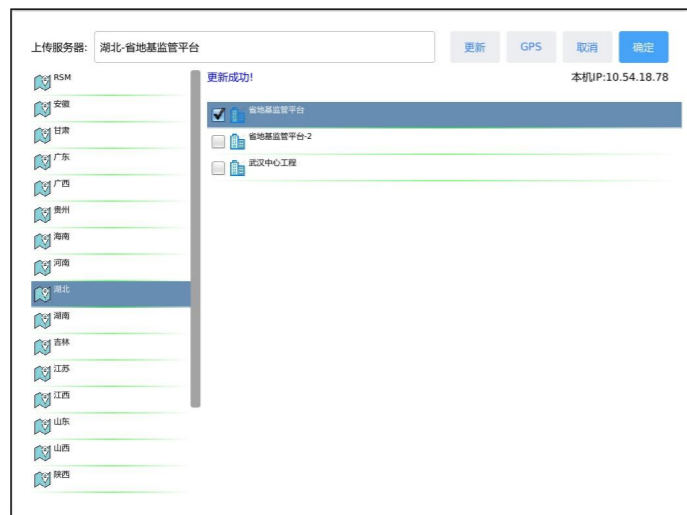 上传服务器: 湖北-省地基监管平台 更新 GPS 取消 确定
更新成功! 本机IP:10.54.18.78
RSM
安徽
甘肃
广东
广西
贵州
海南
河南
湖北
湖南
吉林
江苏
江西
山东
山西
陕西
省地基监管平台
省地基监管平台-2
武汉中心工程